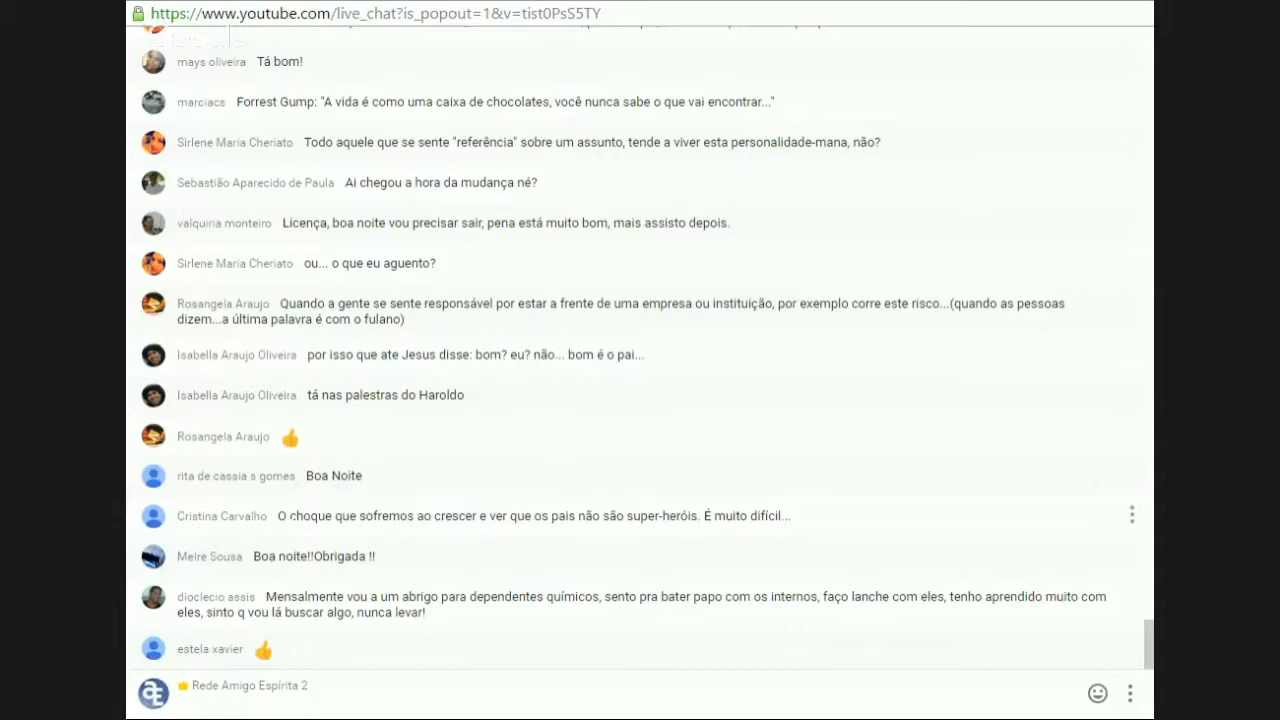 https://www.youtube.com/live_chat?is_popout=1&v=tist0PsS5TY
mays oliveira Tá bom!
marciacs Forrest Gump: "A vida é como uma caixa de chocolates, você nunca sabe o que vai encontrar..."
Sirlene Maria Cheriato Todo aquele que se sente "referência" sobre um assunto, tende a viver esta personalidade-mana, não?
Sebastião Aparecido de Paula Ai chegou a hora da mudança né?
valquiria monteiro Licença, boa noite vou precisar sair, pena está muito bom, mais assisto depois.
Sirlene Maria Cheriato ou... o que eu aguento?
Rosangela Araujo Quando a gente se sente responsável por estar a frente de uma empresa ou instituição, por exemplo corre este risco...(quando as pessoas
dizem...a última palavra é com o fulano)
Isabella Araujo Oliveira por isso que ate Jesus disse: bom? eu? não... bom é o pai...
Isabella Araujo Oliveira tá nas palestras do Haroldo
Rosangela Araujo
rita de cassia s gomes Boa Noite
Cristina Carvalho O choque que sofremos ao crescer e ver que os pais não são super-heróis. É muito difícil...
Meire Sousa Boa noite!!Obrigada !!
dioclecio assis Mensalmente vou a um abrigo para dependentes químicos, sento pra bater papo com os internos, faço lanche com eles, tenho aprendido muito com
eles, sinto q vou lá buscar algo, nunca levar!
estela xavier
Rede Amigo Espírita 2